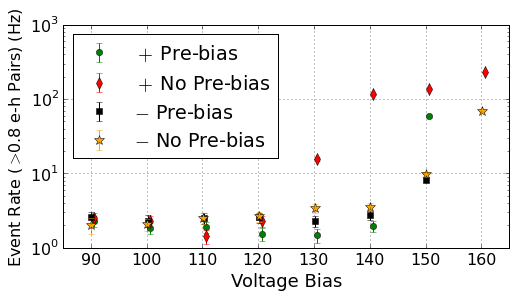 Event Rate ( >0.8 e-h Pairs) (Hz)
10³
10²
10¹
10⁰
+ Pre-bias
+ No Pre-bias
− Pre-bias
− No Pre-bias
90 100 110 120 130 140 150 160
Voltage Bias